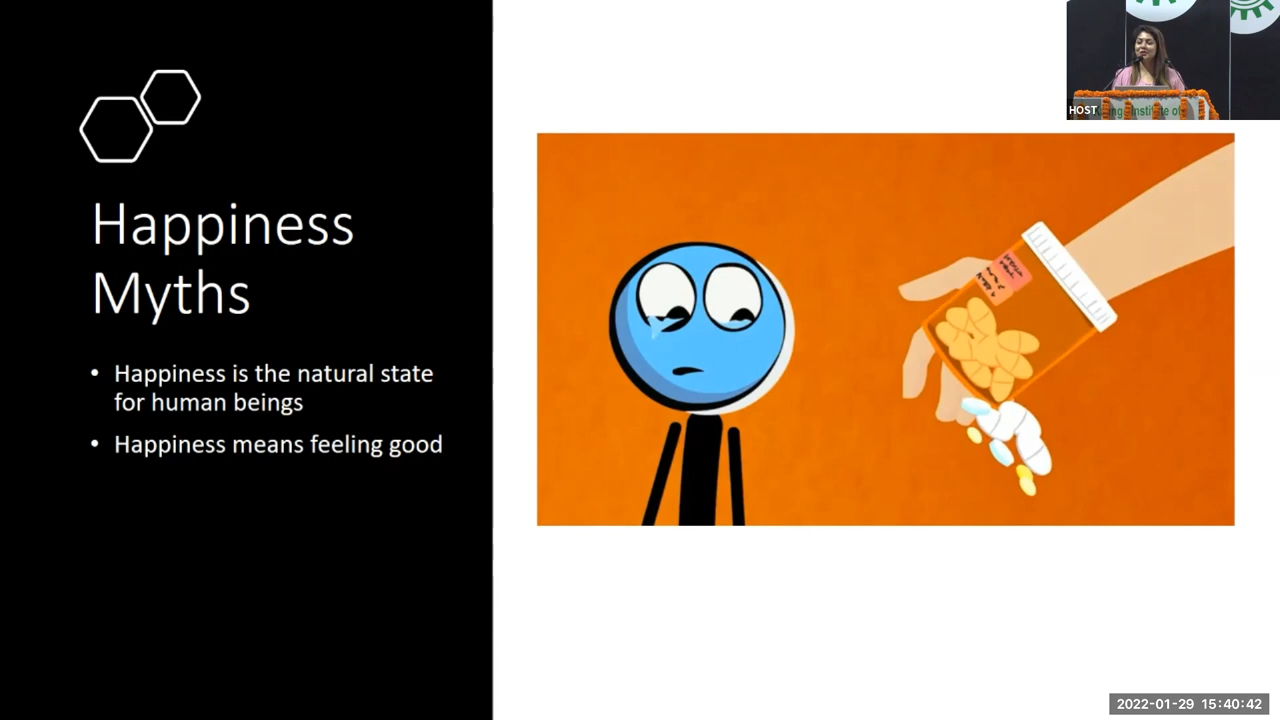 Happiness
Myths
• Happiness is the natural state
for human beings
• Happiness means feeling good
HOST
2022-01-29 15:40:42